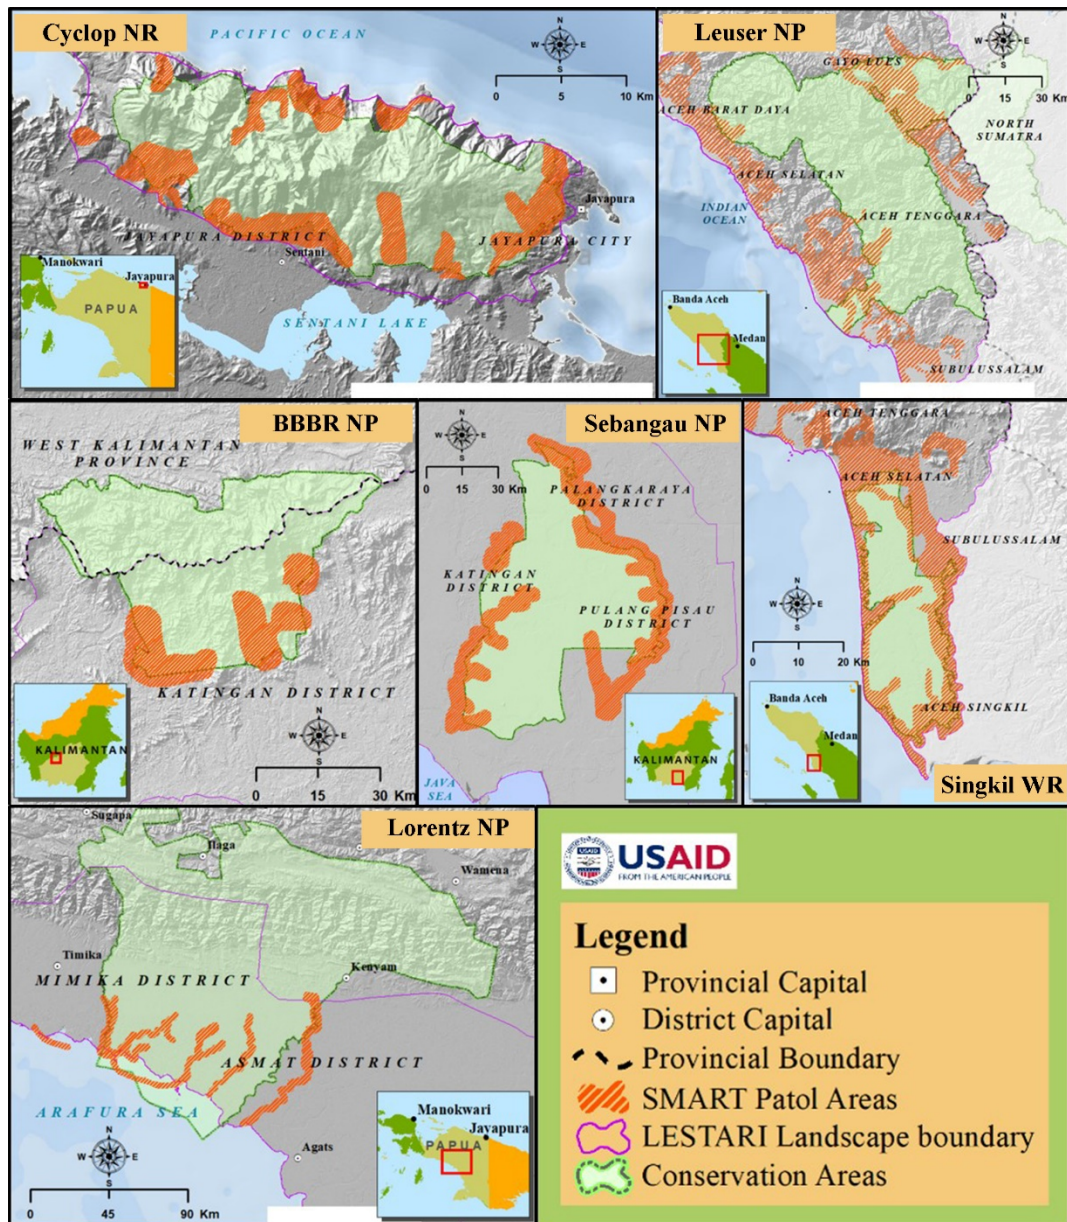 Cyclop NR
PACIFIC OCEAN
N
W E
S
0 5 10 Km
JAYAPURA DISTRICT
Sentani
JAYAPURA CITY
Jayapura
SENTANI LAKE
Manokwari
Jayapura
PAPUA
Leuser NP
N
W E
S
GAYO LUES
0 15 30 Km
ACEH BARAT DAYA
NORTH
SUMATRA
ACEH SELATAN
INDIAN
OCEAN
ACEH TENGGARA
Banda Aceh
Medan
SUBULUSSALAM
BBBR NP
WEST KALIMANTAN
PROVINCE
KATINGAN DISTRICT
KALIMANTAN
N
W E
S
0 15 30 Km
Sebangau NP
N
W E
S
0 15 30 Km
PALANGKARAYA
DISTRICT
KATINGAN
DISTRICT
PULANG PISAU
DISTRICT
KALIMANTAN
JAVA
SEA
ACEH TENGGARA
ACEH SELATAN
SUBULUSSALAM
N
W E
S
0 10 20 Km
ACEH SINGKIL
Banda Aceh
Medan
Singkil WR
Lorentz NP
Sugapa
Ilaga
Wamena
Timika
Kenyam
MIMIKA DISTRICT
ASMAT DISTRICT
ARAFURA SEA
Agats
N
W E
S
0 45 90 Km
Manokwari
Jayapura
PAPUA
USAID
FROM THE AMERICAN PEOPLE
Legend
Provincial Capital
District Capital
Provincial Boundary
SMART Patol Areas
LESTARI Landscape boundary
Conservation Areas